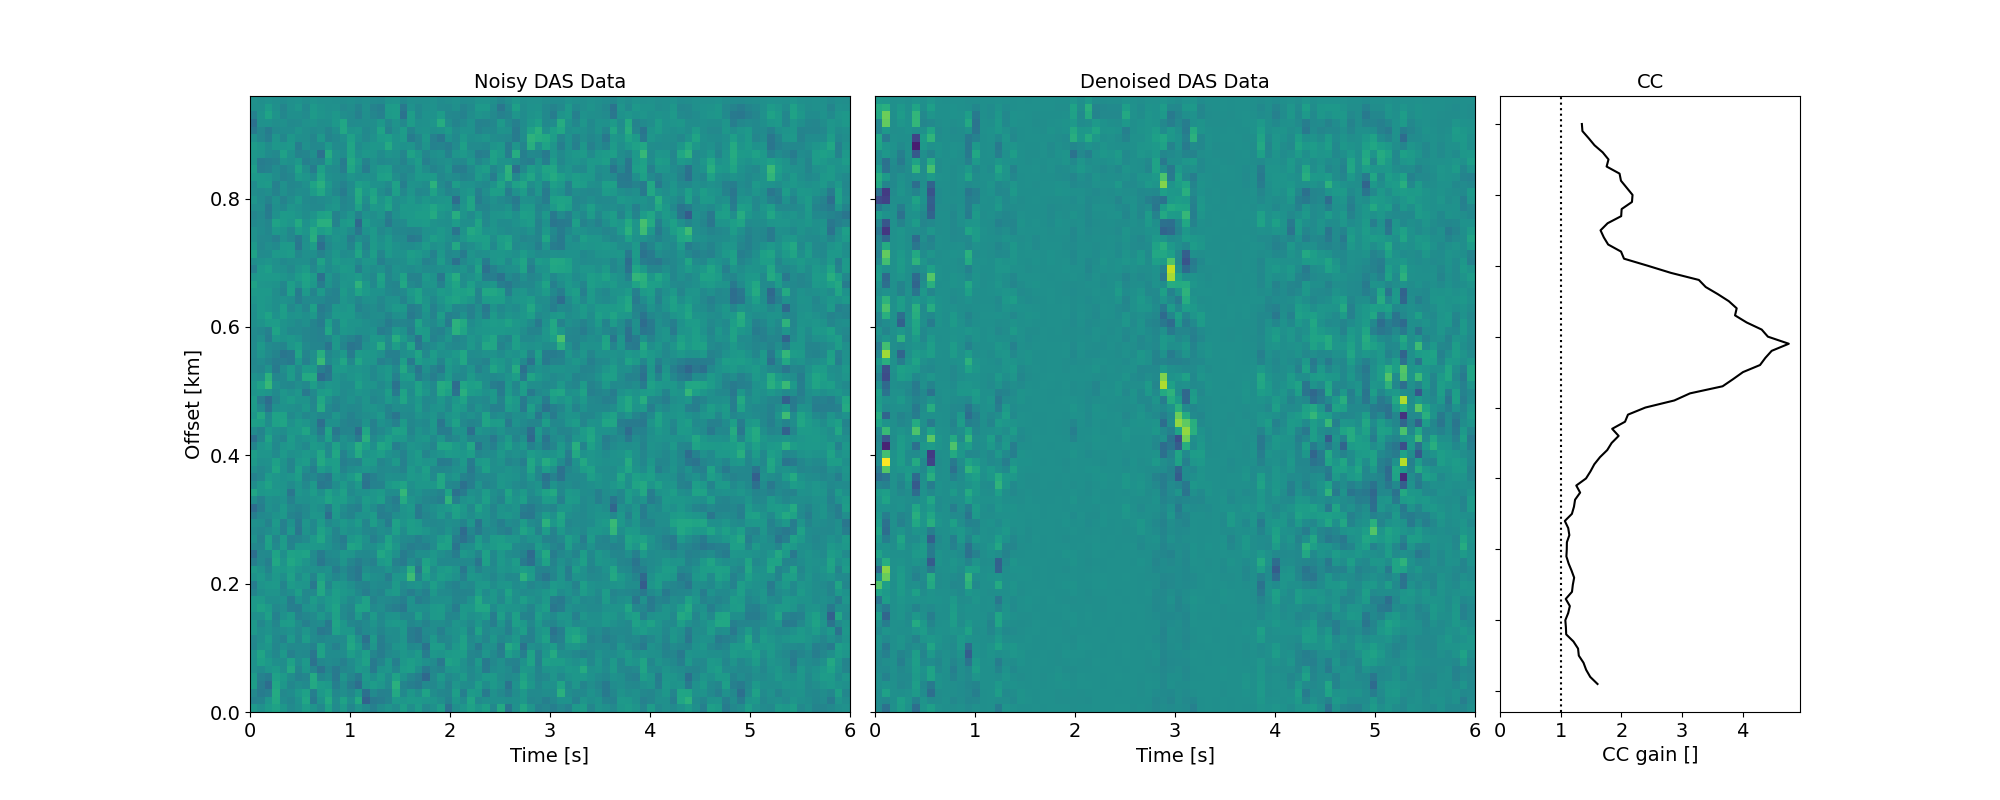 Noisy DAS Data
Denoised DAS Data
CC
Offset [km]
0.8
0.6
0.4
0.2
0.0
0 1 2 3 4 5 6
0 1 2 3 4 5 6
0 1 2 3 4
Time [s]
Time [s]
CC gain []